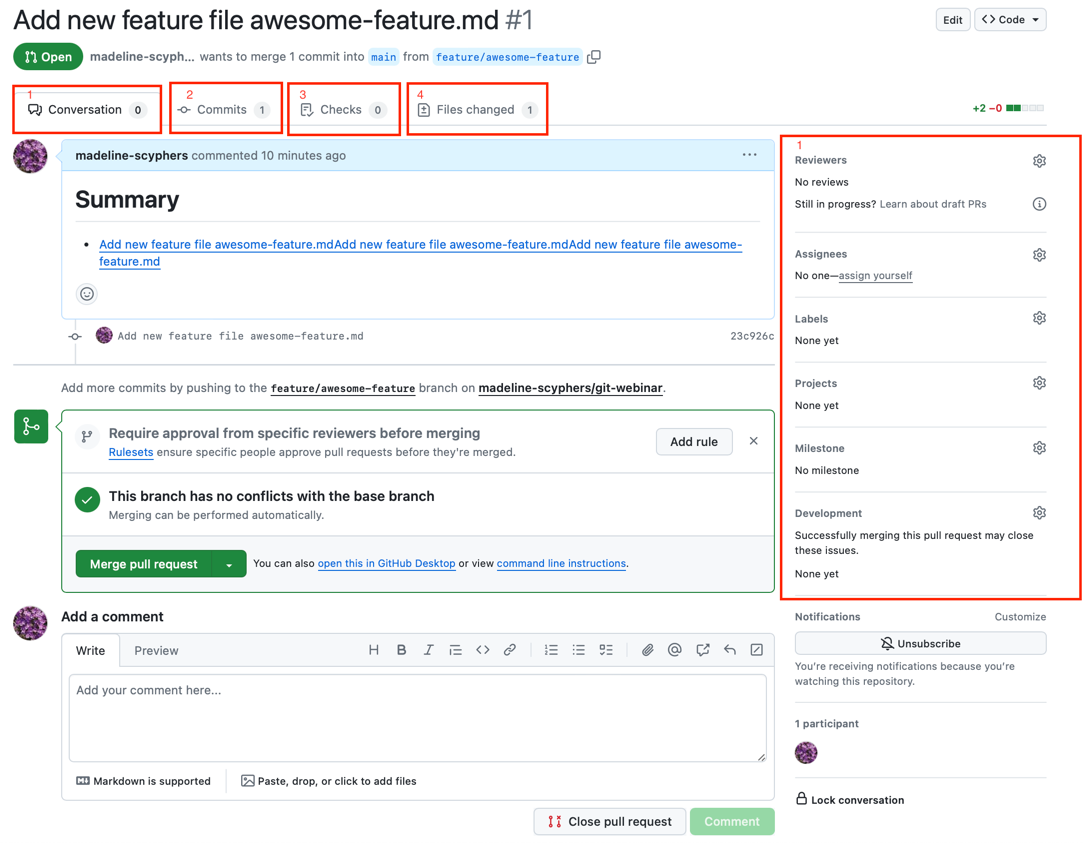 Add new feature file awesome-feature.md #1
Edit
Code
Open
madeline-scyph... wants to merge 1 commit into main from feature/awesome-feature
1
Conversation 0
2
Commits 1
3
Checks 0
4
Files changed 1
+2 −0
madeline-scyphers commented 10 minutes ago
Summary
Add new feature file awesome-feature.mdAdd new feature file awesome-feature.mdAdd new feature file awesome-
feature.md
Add new feature file awesome-feature.md 23c926c
Add more commits by pushing to the feature/awesome-feature branch on madeline-scyphers/git-webinar.
Require approval from specific reviewers before merging
Rulesets ensure specific people approve pull requests before they're merged.
Add rule
This branch has no conflicts with the base branch
Merging can be performed automatically.
Merge pull request
You can also open this in GitHub Desktop or view command line instructions.
Add a comment
Write
Preview
Add your comment here...
Markdown is supported
Paste, drop, or click to add files
Close pull request
Comment
1
Reviewers
No reviews
Still in progress? Learn about draft PRs
Assignees
No one—assign yourself
Labels
None yet
Projects
None yet
Milestone
No milestone
Development
Successfully merging this pull request may close
these issues.
None yet
Notifications
Customize
Unsubscribe
You're receiving notifications because you're
watching this repository.
1 participant
Lock conversation